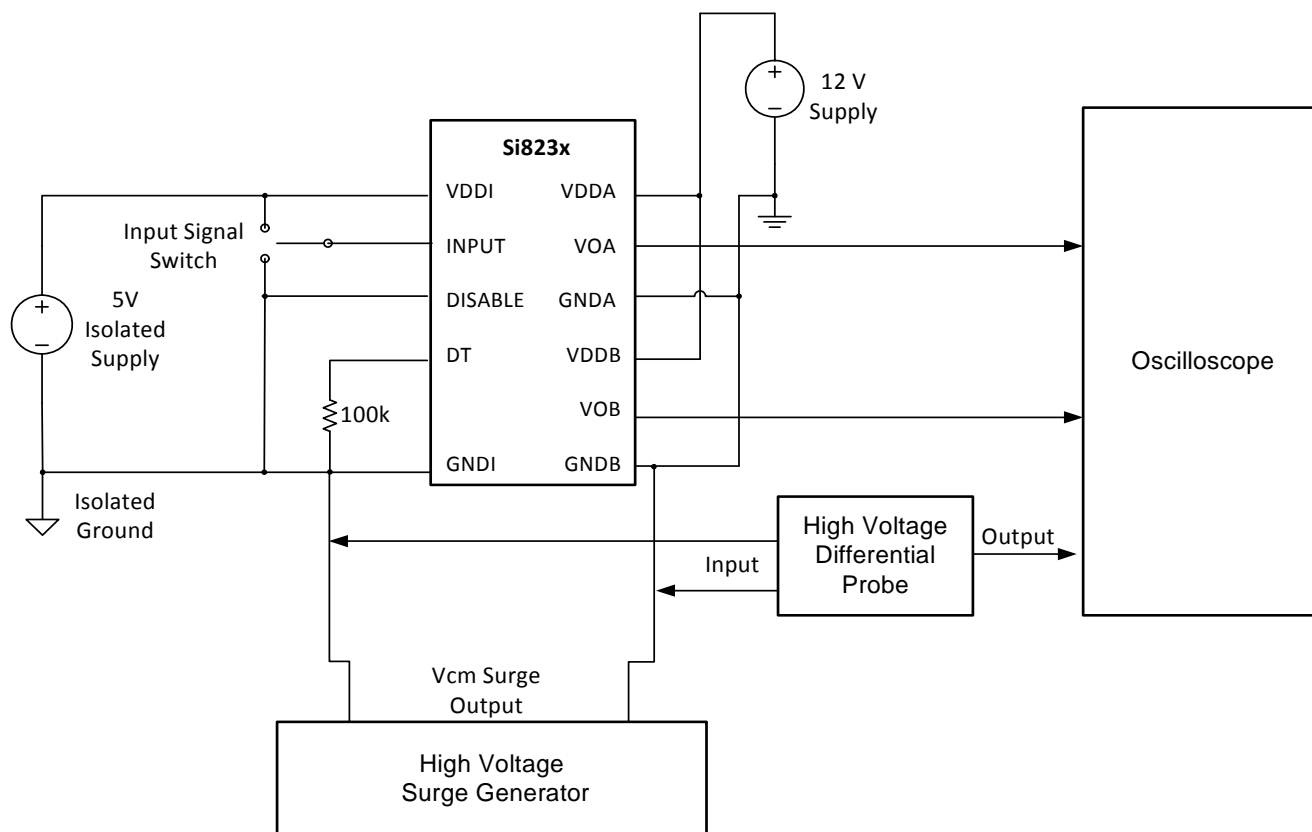 12 V
Supply
Si823x
VDDI
VDDA
Input Signal
Switch
INPUT
VOA
5V
Isolated
Supply
DISABLE
GNDA
DT
VDDB
Oscilloscope
100k
VOB
GNDI
GNDB
Isolated
Ground
High Voltage
Differential
Probe
Output
Input
Vcm Surge
Output
High Voltage
Surge Generator